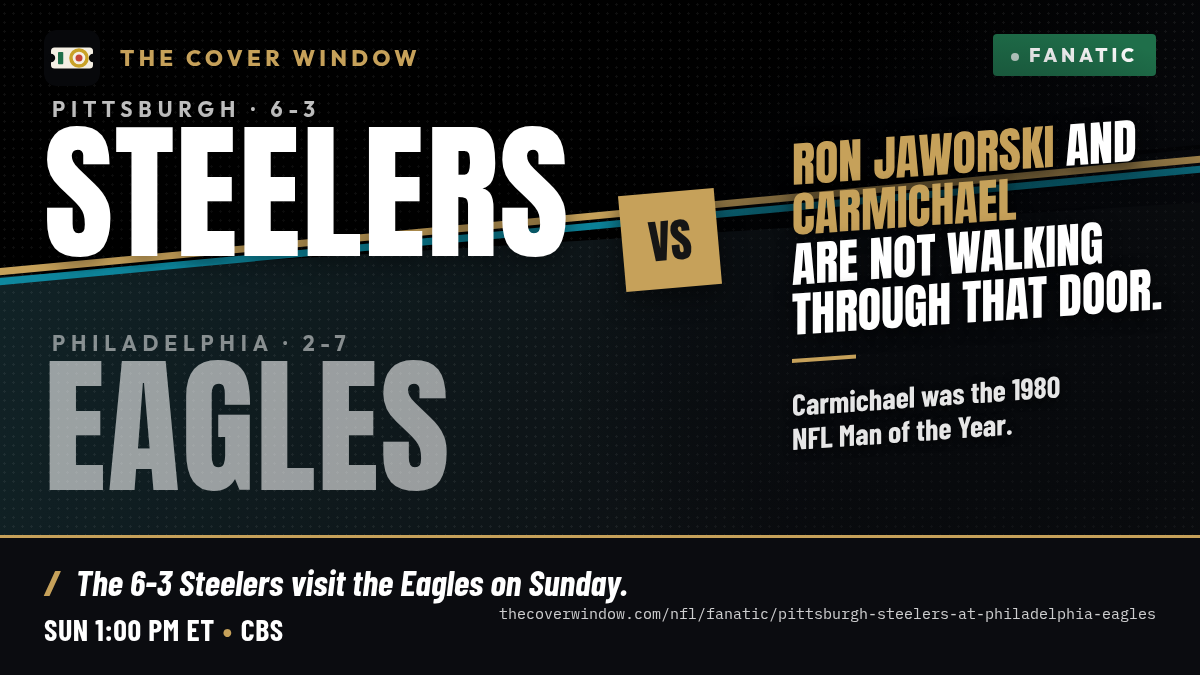 THE COVER WINDOW
FANATIC
PITTSBURGH · 6-3
STEELERS
VS
PHILADELPHIA · 2-7
EAGLES
RON JAWORSKI AND
CARMICHAEL
ARE NOT WALKING
THROUGH THAT DOOR.
Carmichael was the 1980
NFL Man of the Year.
/ The 6-3 Steelers visit the Eagles on Sunday.
SUN 1:00 PM ET • CBS
thecoverwindow.com/nfl/fanatic/pittsburgh-steelers-at-philadelphia-eagles